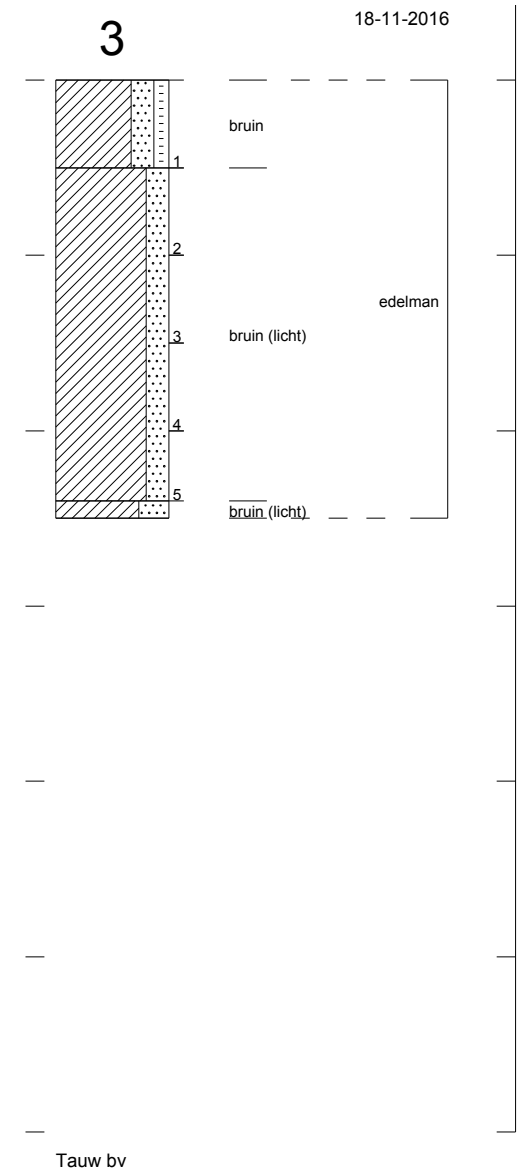 3
18-11-2016
bruin
1
2
edelman
3
bruin (licht)
4
5
bruin (licht)
Tauw bv